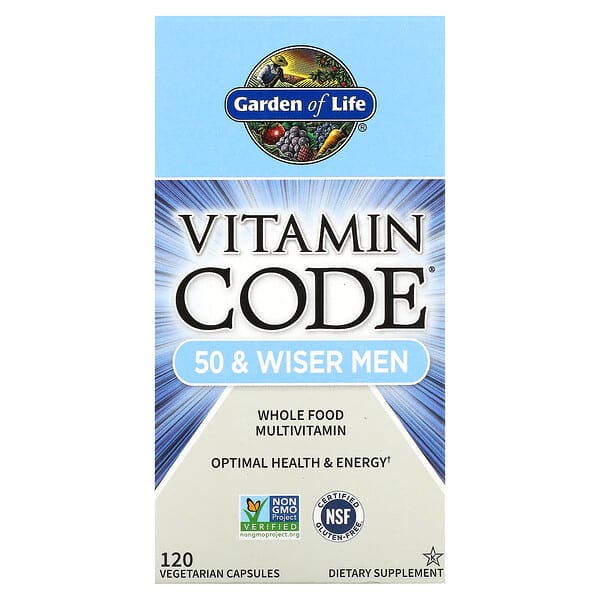 Garden of Life®
VITAMIN
CODE®
50 & WISER MEN
WHOLE FOOD
MULTIVITAMIN
OPTIMAL HEALTH & ENERGY†
NON
GMO
Project
VERIFIED
nongmoproject.org
CERTIFIED
NSF
GLUTEN-FREE
120
VEGETARIAN CAPSULES
K
DIETARY SUPPLEMENT